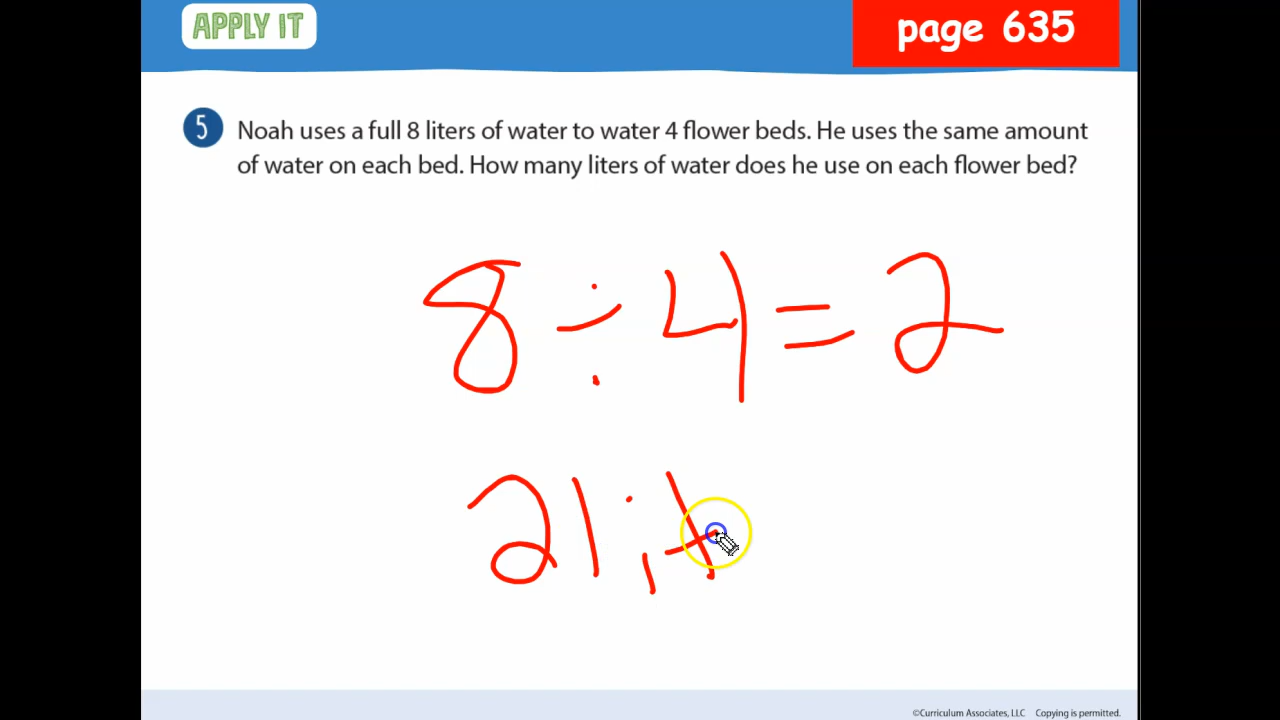 APPLY IT
page 635
5 Noah uses a full 8 liters of water to water 4 flower beds. He uses the same amount
of water on each bed. How many liters of water does he use on each flower bed?
8 ÷ 4 = 2
2 lit
©Curriculum Associates, LLC Copying is permitted.